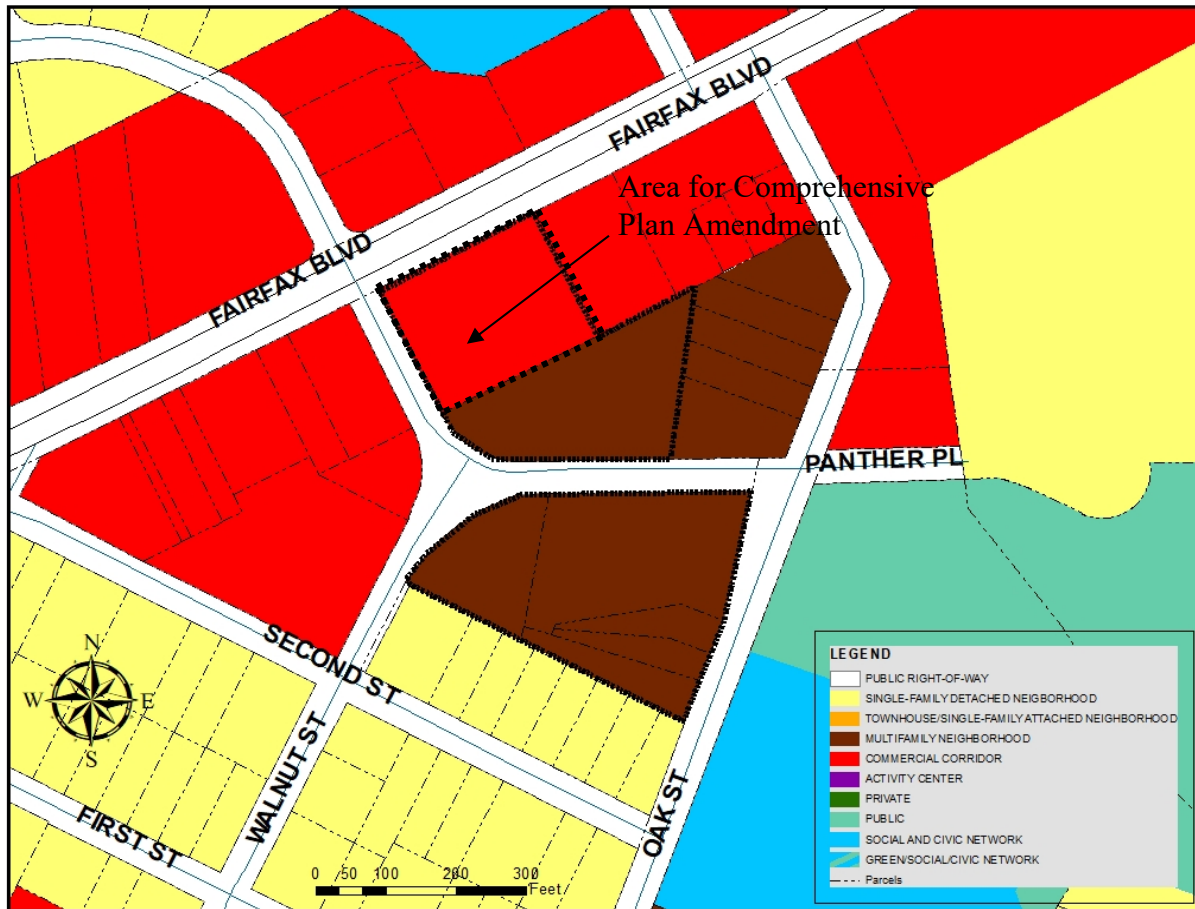 FAIRFAX BLVD
Area for Comprehensive
Plan Amendment
FAIRFAX BLVD
PANTHER PL
SECOND ST
WALNUT ST
FIRST ST
OAK ST
N
W E
S
0 50 100 200 300
Feet
LEGEND
PUBLIC RIGHT-OF-WAY
SINGLE-FAMILY DETACHED NEIGBORHOOD
TOWNHOUSE/SINGLE-FAMILY ATTACHED NEIGHBORHOOD
MULTIFAMILY NEIGHBORHOOD
COMMERCIAL CORRIDOR
ACTIVITY CENTER
PRIVATE
PUBLIC
SOCIAL AND CIVIC NETWORK
GREEN/SOCIAL/CIVIC NETWORK
Parcels